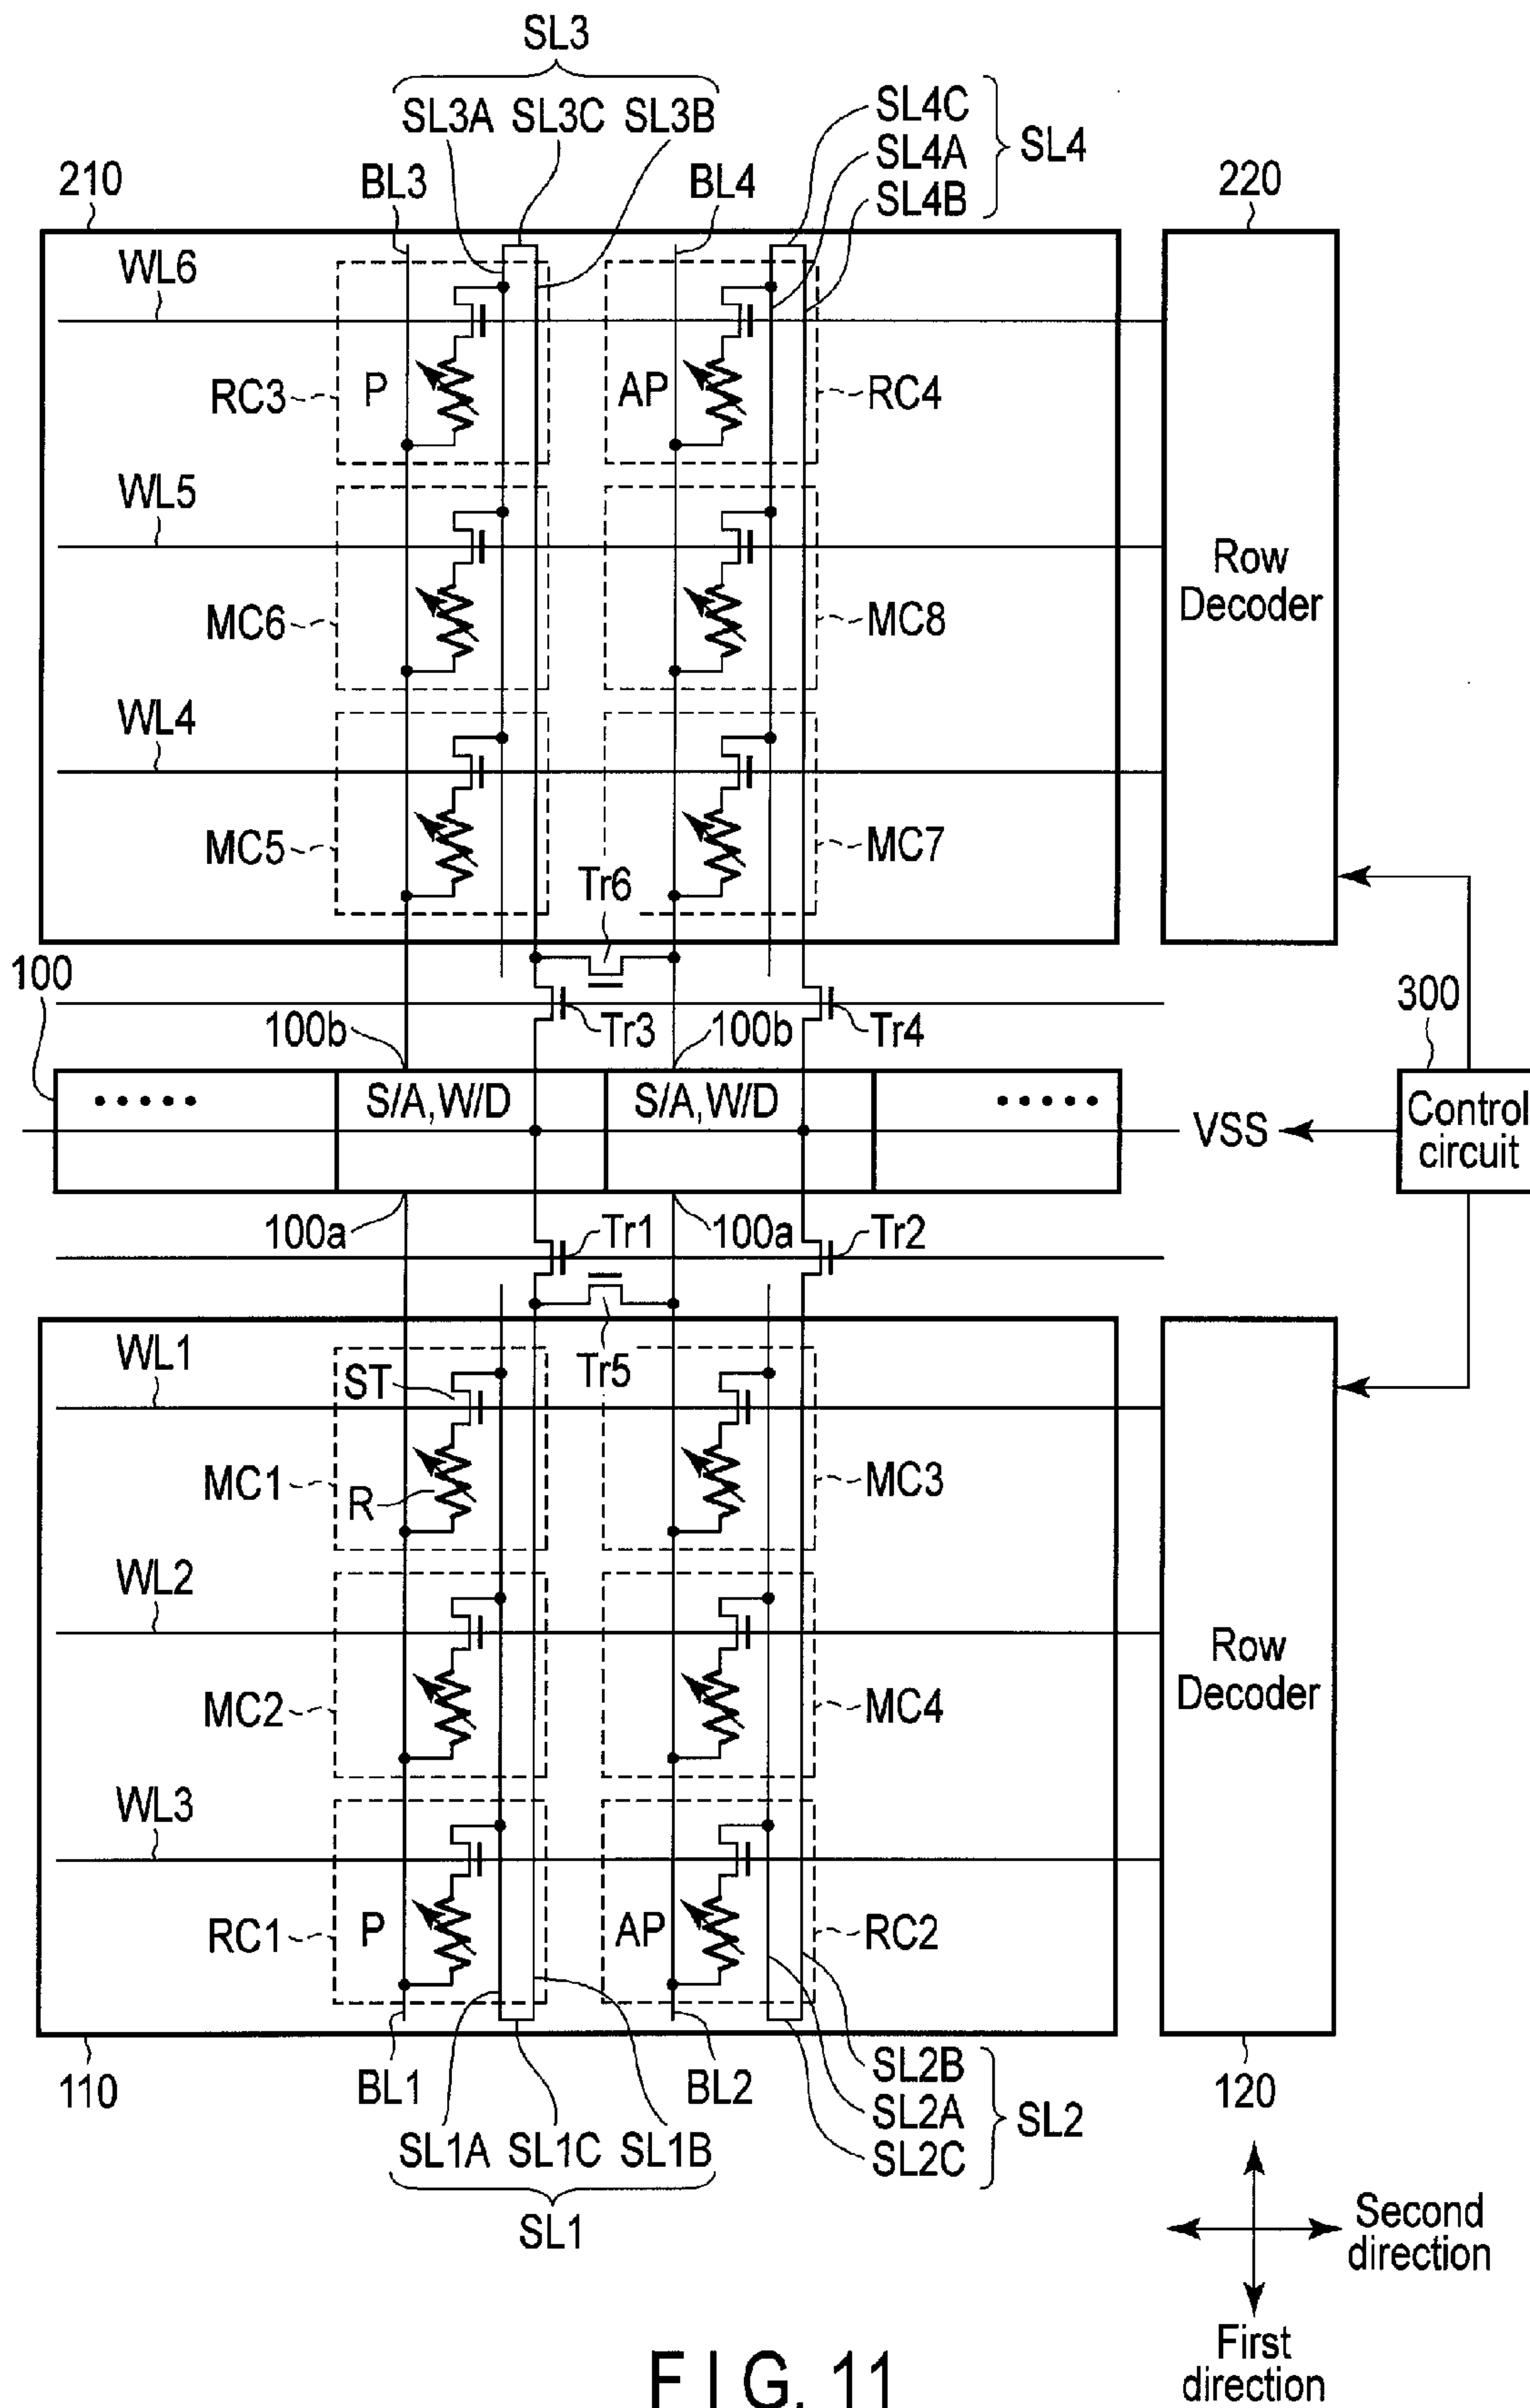 SL3
SL3A SL3C SL3B
SL4C
SL4A
SL4B
SL4
210
BL3
BL4
220
WL6
RC3
P
AP
RC4
WL5
MC6
MC8
Row
Decoder
WL4
MC5
MC7
Tr6
100
100b
Tr3
100b
Tr4
300
S/A,W/D
S/A,W/D
VSS
Control
circuit
100a
Tr1
100a
Tr2
WL1
ST
Tr5
MC1
R
MC3
WL2
MC2
MC4
Row
Decoder
WL3
RC1
P
AP
RC2
110
BL1
BL2
SL2B
SL2A
SL2C
SL2
120
SL1A SL1C SL1B
SL1
Second
direction
First
direction
FIG. 11